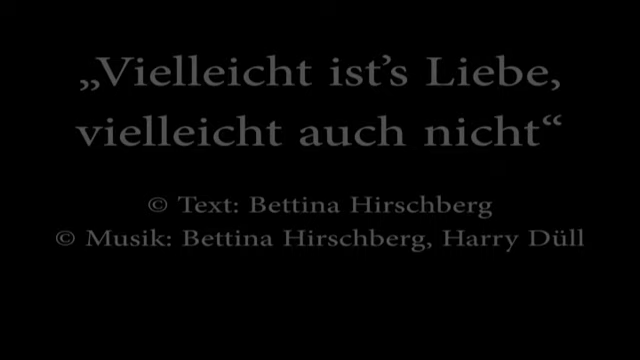 „Vielleicht ist’s Liebe,
vielleicht auch nicht“
© Text: Bettina Hirschberg
© Musik: Bettina Hirschberg, Harry Düll